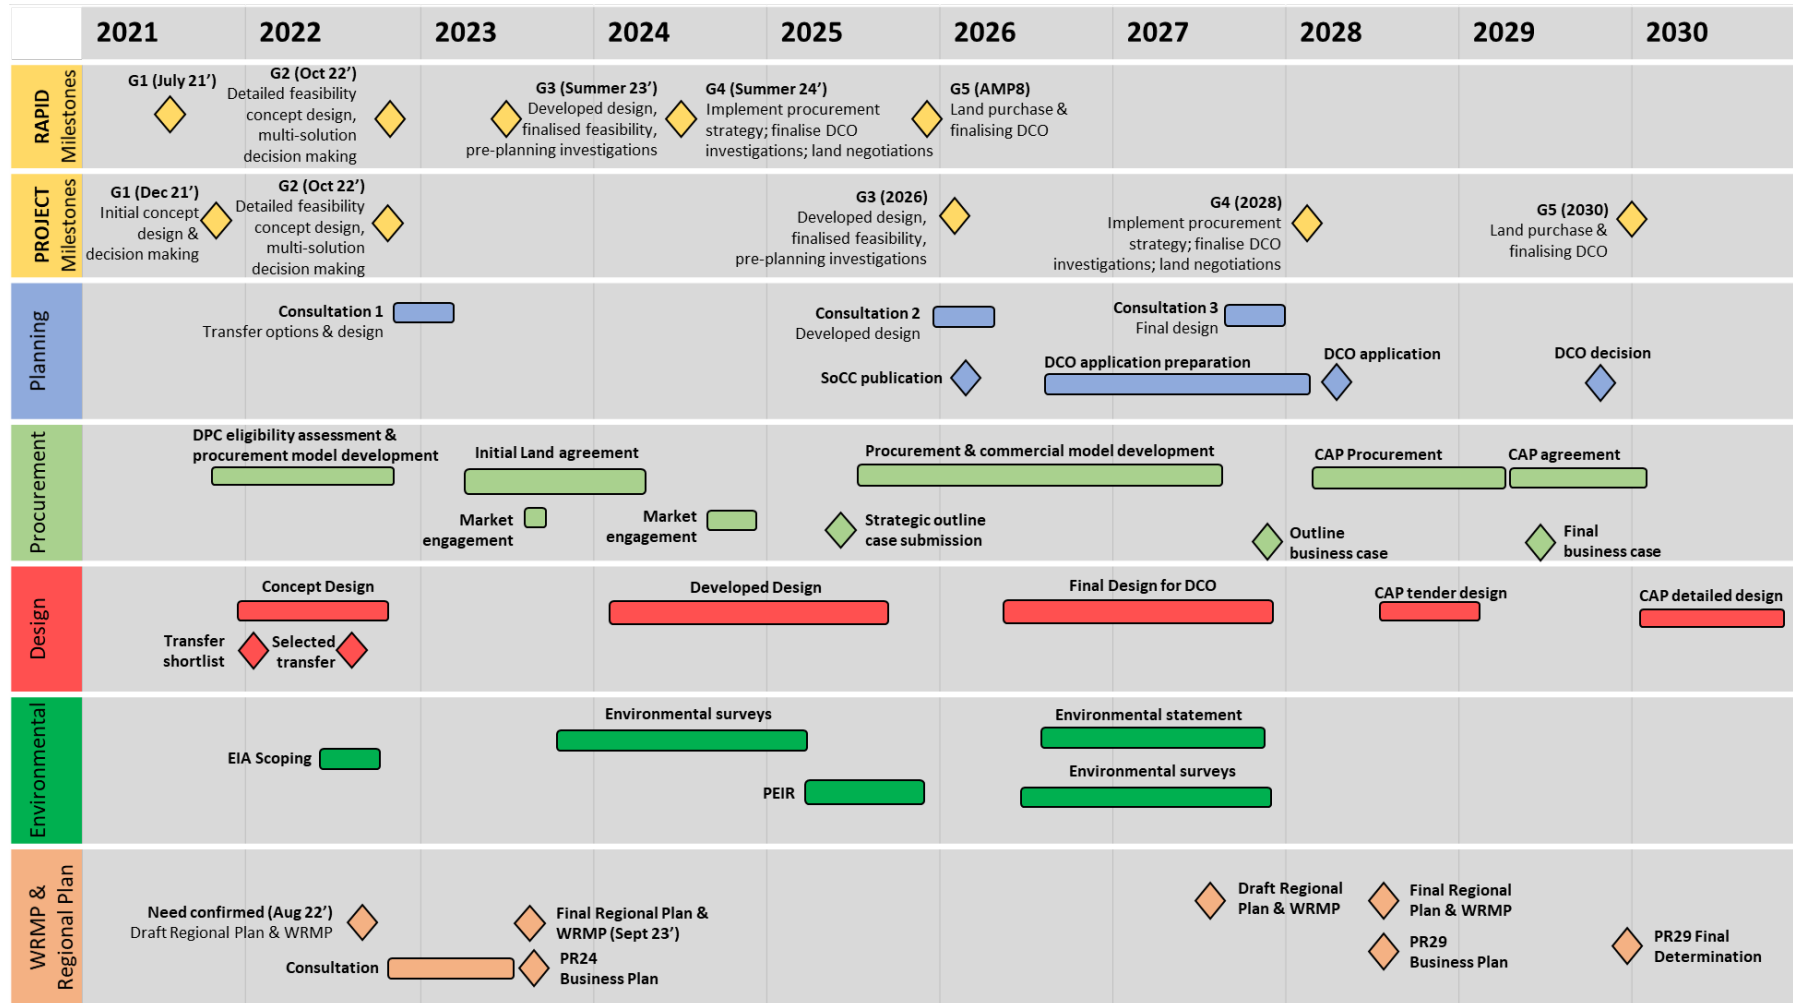 2021 2022 2023 2024 2025 2026 2027 2028 2029 2030
RAPID
Milestones
G1 (July 21')
G2 (Oct 22')
Detailed feasibility
concept design,
multi-solution
decision making
G3 (Summer 23')
Developed design,
finalised feasibility,
pre-planning investigations
G4 (Summer 24')
Implement procurement
strategy; finalise DCO
investigations; land negotiations
G5 (AMP8)
Land purchase &
finalising DCO
PROJECT
Milestones
G1 (Dec 21')
Initial concept
design &
decision making
G2 (Oct 22')
Detailed feasibility
concept design,
multi-solution
decision making
G3 (2026)
Developed design,
finalised feasibility,
pre-planning investigations
G4 (2028)
Implement procurement
strategy; finalise DCO
investigations; land negotiations
G5 (2030)
Land purchase &
finalising DCO
Planning
Consultation 1
Transfer options & design
Consultation 2
Developed design
Consultation 3
Final design
SoCC publication
DCO application preparation
DCO application
DCO decision
Procurement
DPC eligibility assessment &
procurement model development
Initial Land agreement
Procurement & commercial model development
CAP Procurement
CAP agreement
Market
engagement
Market
engagement
Strategic outline
case submission
Outline
business case
Final
business case
Design
Concept Design
Developed Design
Final Design for DCO
CAP tender design
CAP detailed design
Transfer
shortlist
Selected
transfer
Environmental
Environmental surveys
Environmental statement
EIA Scoping
PEIR
Environmental surveys
WRMP &
Regional Plan
Need confirmed (Aug 22')
Draft Regional Plan & WRMP
Final Regional Plan &
WRMP (Sept 23')
Draft Regional
Plan & WRMP
Final Regional
Plan & WRMP
Consultation
PR24
Business Plan
PR29
Business Plan
PR29 Final
Determination